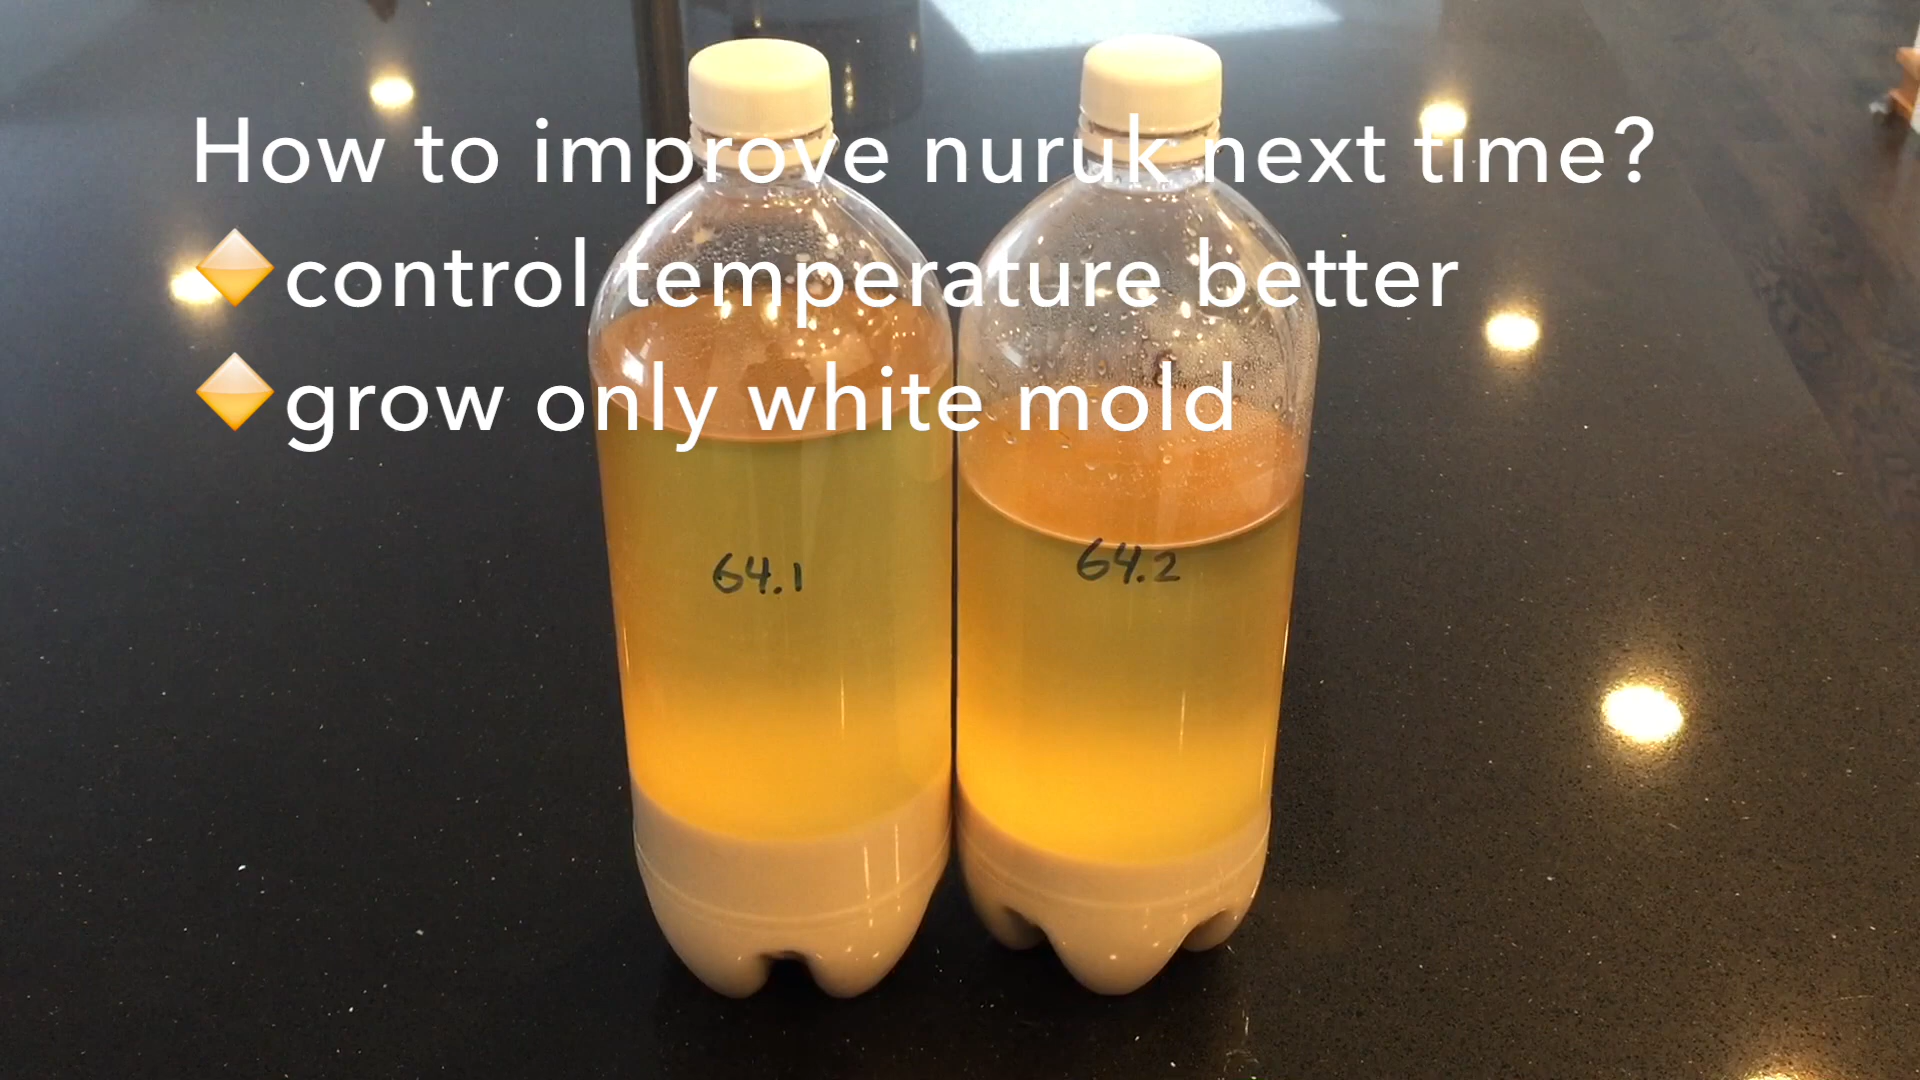 How to improve nuruk next time?
🔸control temperature better
🔸grow only white mold
64.1
64.2